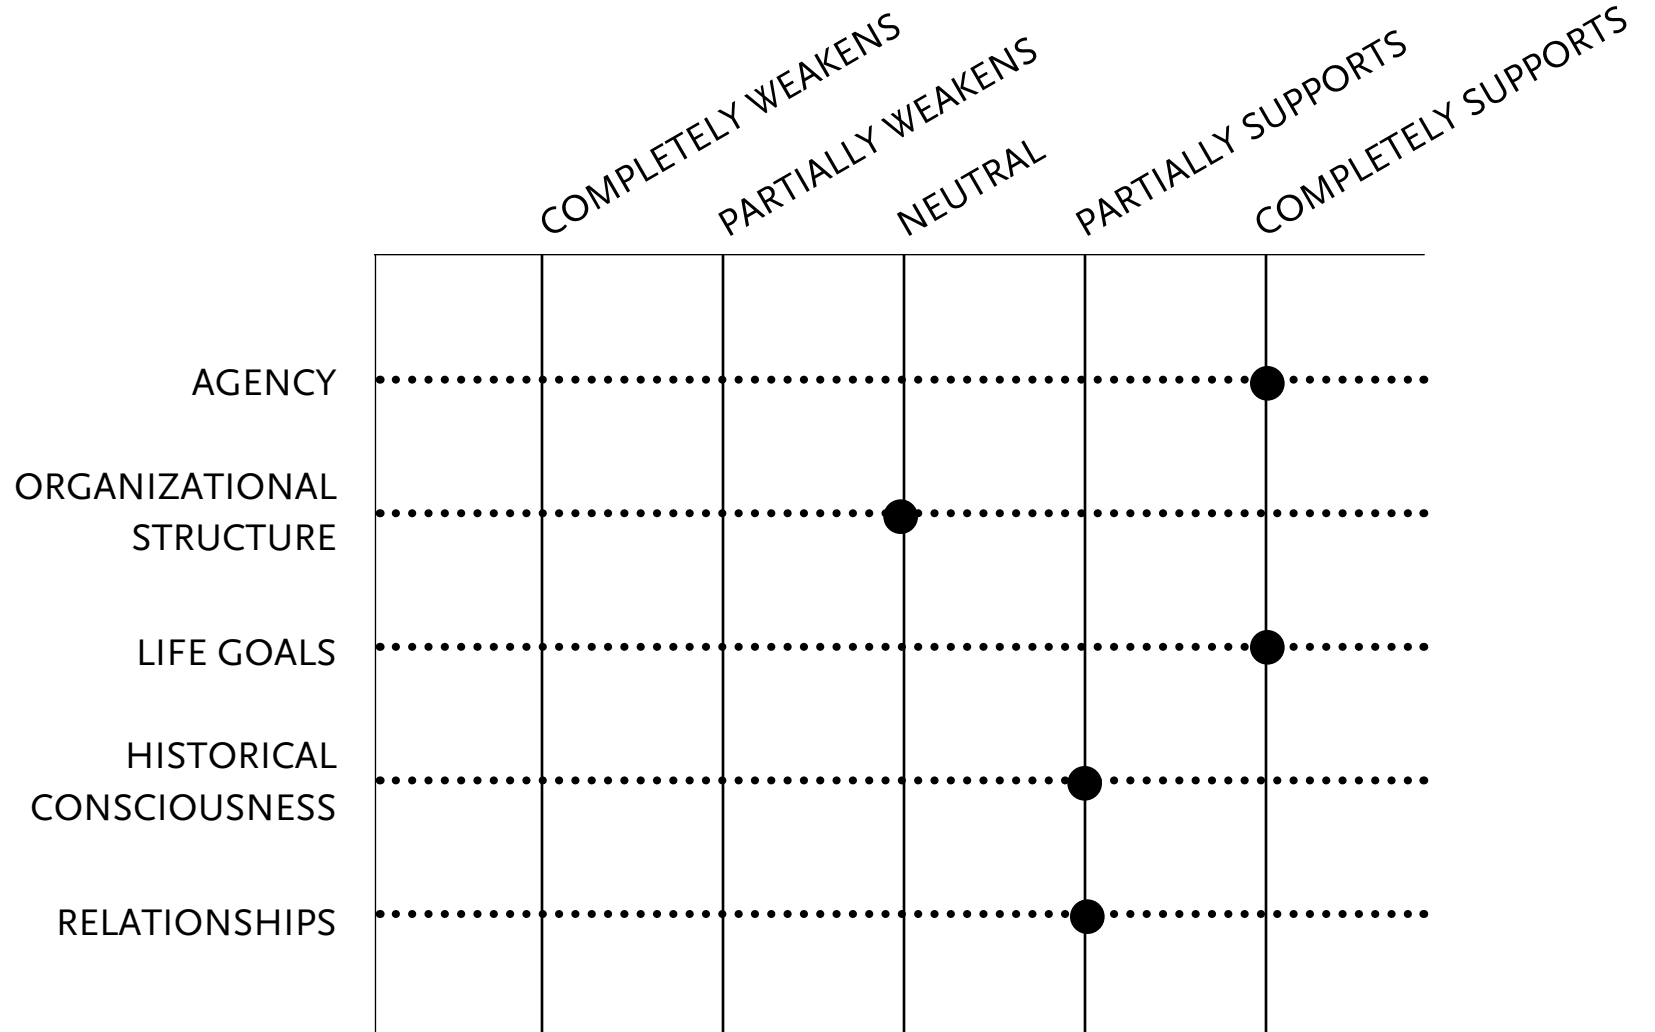 COMPLETELY WEAKENS
PARTIALLY WEAKENS
NEUTRAL
PARTIALLY SUPPORTS
COMPLETELY SUPPORTS
AGENCY
ORGANIZATIONAL
STRUCTURE
LIFE GOALS
HISTORICAL
CONSCIOUSNESS
RELATIONSHIPS